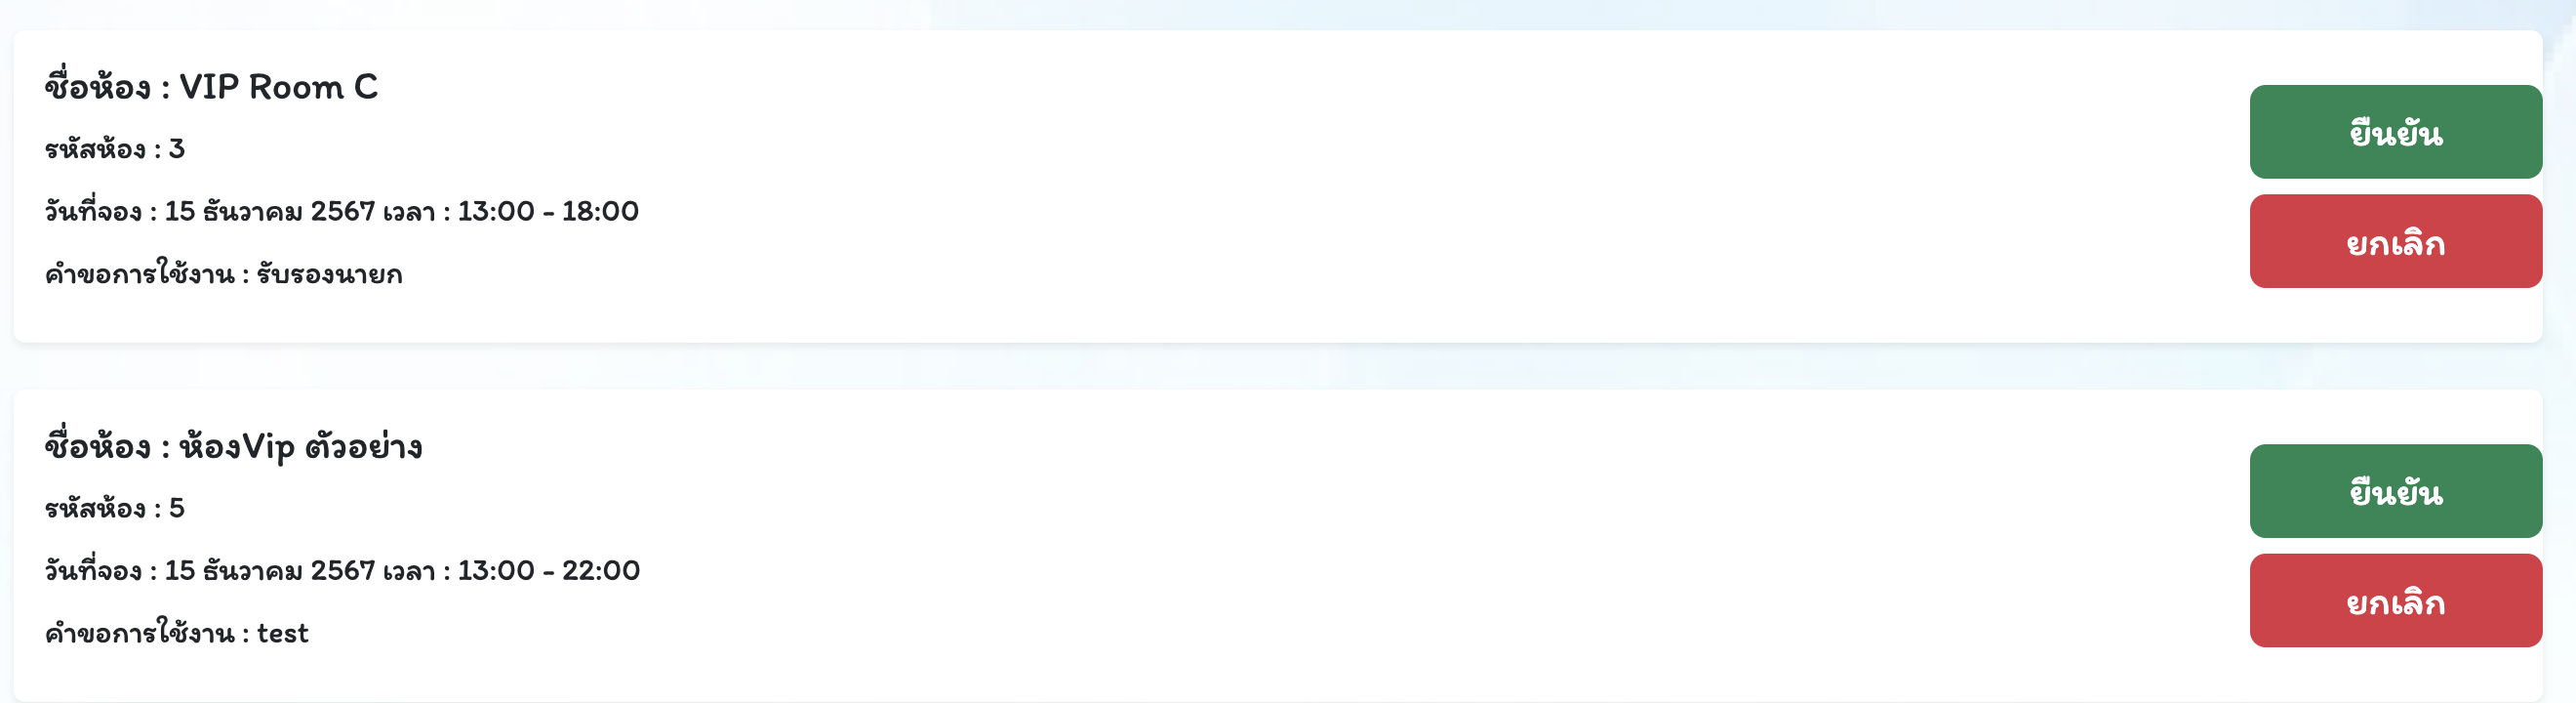 ชื่อห้อง : VIP Room C
รหัสห้อง : 3
วันที่จอง : 15 ธันวาคม 2567 เวลา : 13:00 - 18:00
คำขอการใช้งาน : รับรองนายก
ยืนยัน
ยกเลิก
ชื่อห้อง : ห้องVip ตัวอย่าง
รหัสห้อง : 5
วันที่จอง : 15 ธันวาคม 2567 เวลา : 13:00 - 22:00
คำขอการใช้งาน : test
ยืนยัน
ยกเลิก